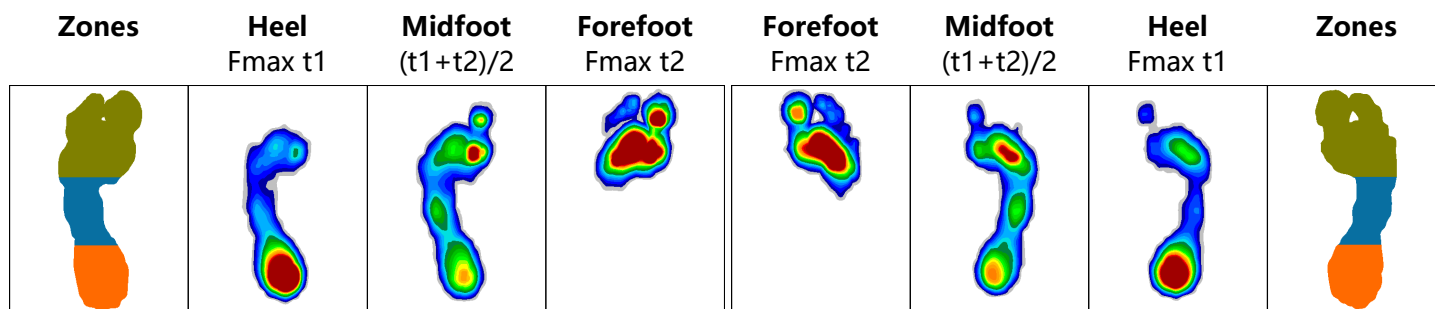 Zones Heel Midfoot Forefoot Forefoot Midfoot Heel Zones
Fmax t1 (t1+t2)/2 Fmax t2 Fmax t2 (t1+t2)/2 Fmax t1